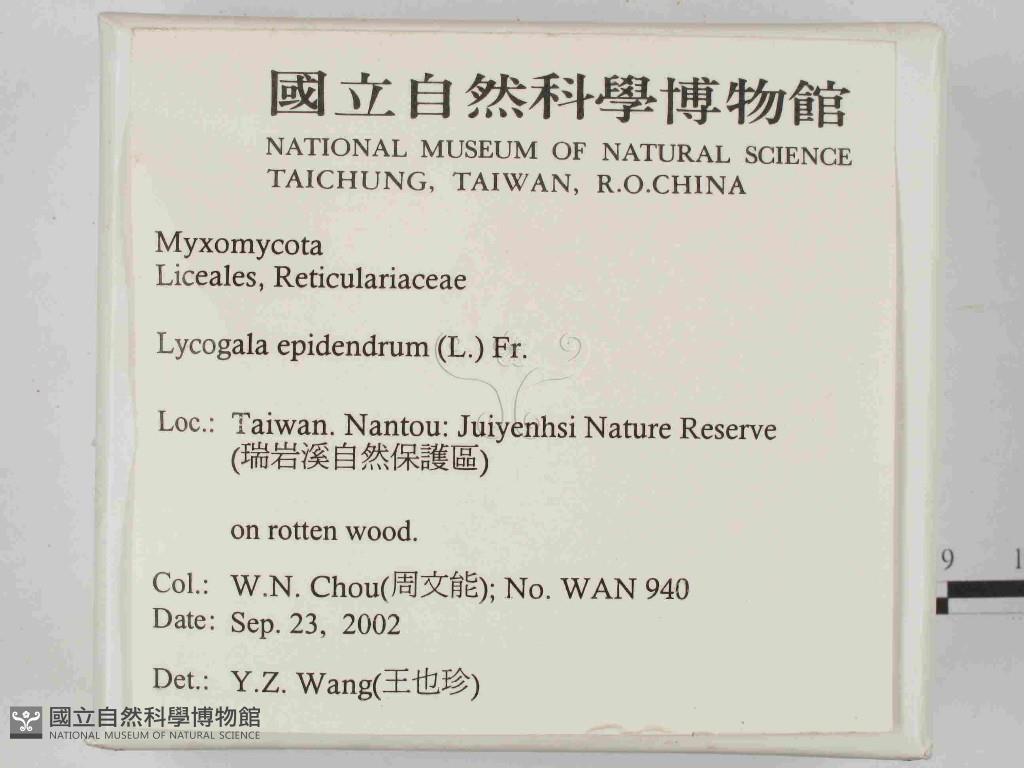 國立自然科學博物館
NATIONAL MUSEUM OF NATURAL SCIENCE
TAICHUNG, TAIWAN, R.O.CHINA
Myxomycota
Liceales, Reticulariaceae
Lycogala epidendrum (L.) Fr.
Loc.: Taiwan. Nantou: Juiyenhsi Nature Reserve
(瑞岩溪自然保護區)
on rotten wood.
Col.: W.N. Chou(周文能); No. WAN 940
Date: Sep. 23, 2002
Det.: Y.Z. Wang(王也珍)
9 1
國立自然科學博物館
NATIONAL MUSEUM OF NATURAL SCIENCE